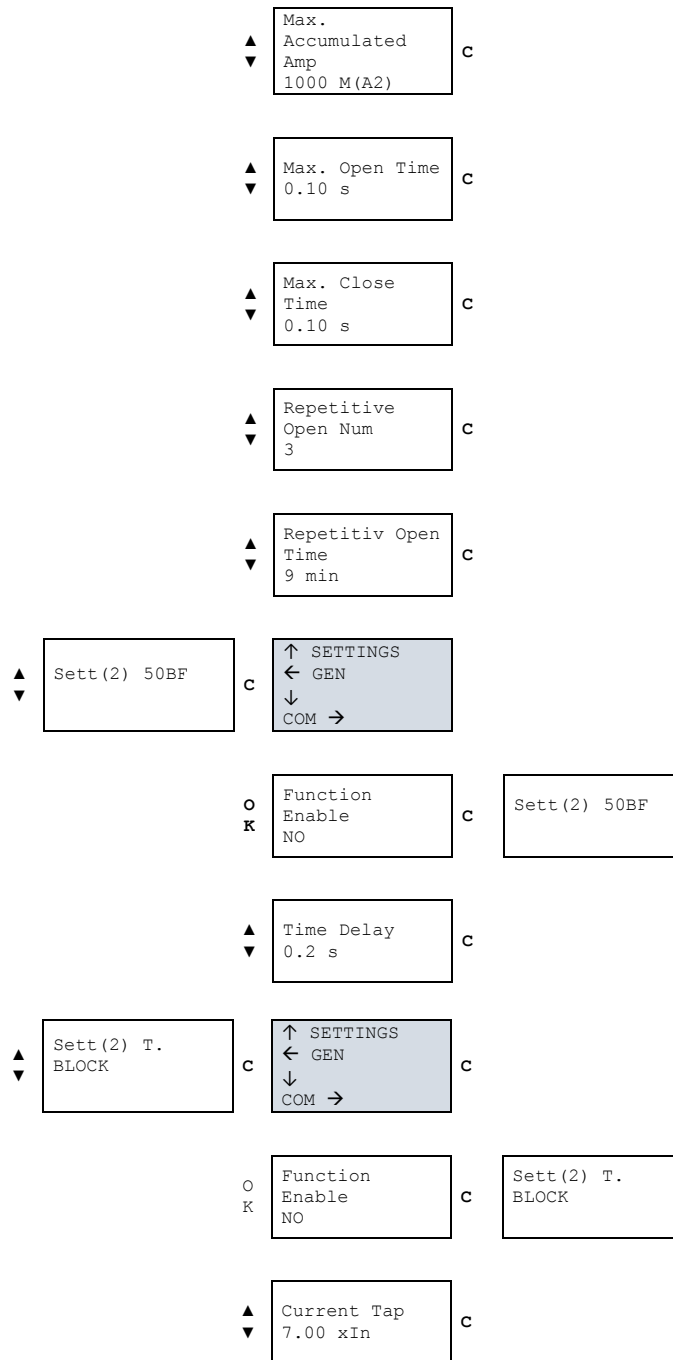 ▲
▼
Max.
Accumulated
Amp
1000 M(A2)
C
▲
▼
Max. Open Time
0.10 s
C
▲
▼
Max. Close
Time
0.10 s
C
▲
▼
Repetitive
Open Num
3
C
▲
▼
Repetitiv Open
Time
9 min
C
▲
▼
Sett(2) 50BF
C
↑ SETTINGS
← GEN
↓
COM →
O
K
Function
Enable
NO
C
Sett(2) 50BF
▲
▼
Time Delay
0.2 s
C
▲
▼
Sett(2) T.
BLOCK
C
↑ SETTINGS
← GEN
↓
COM →
C
O
K
Function
Enable
NO
C
Sett(2) T.
BLOCK
▲
▼
Current Tap
7.00 xIn
C